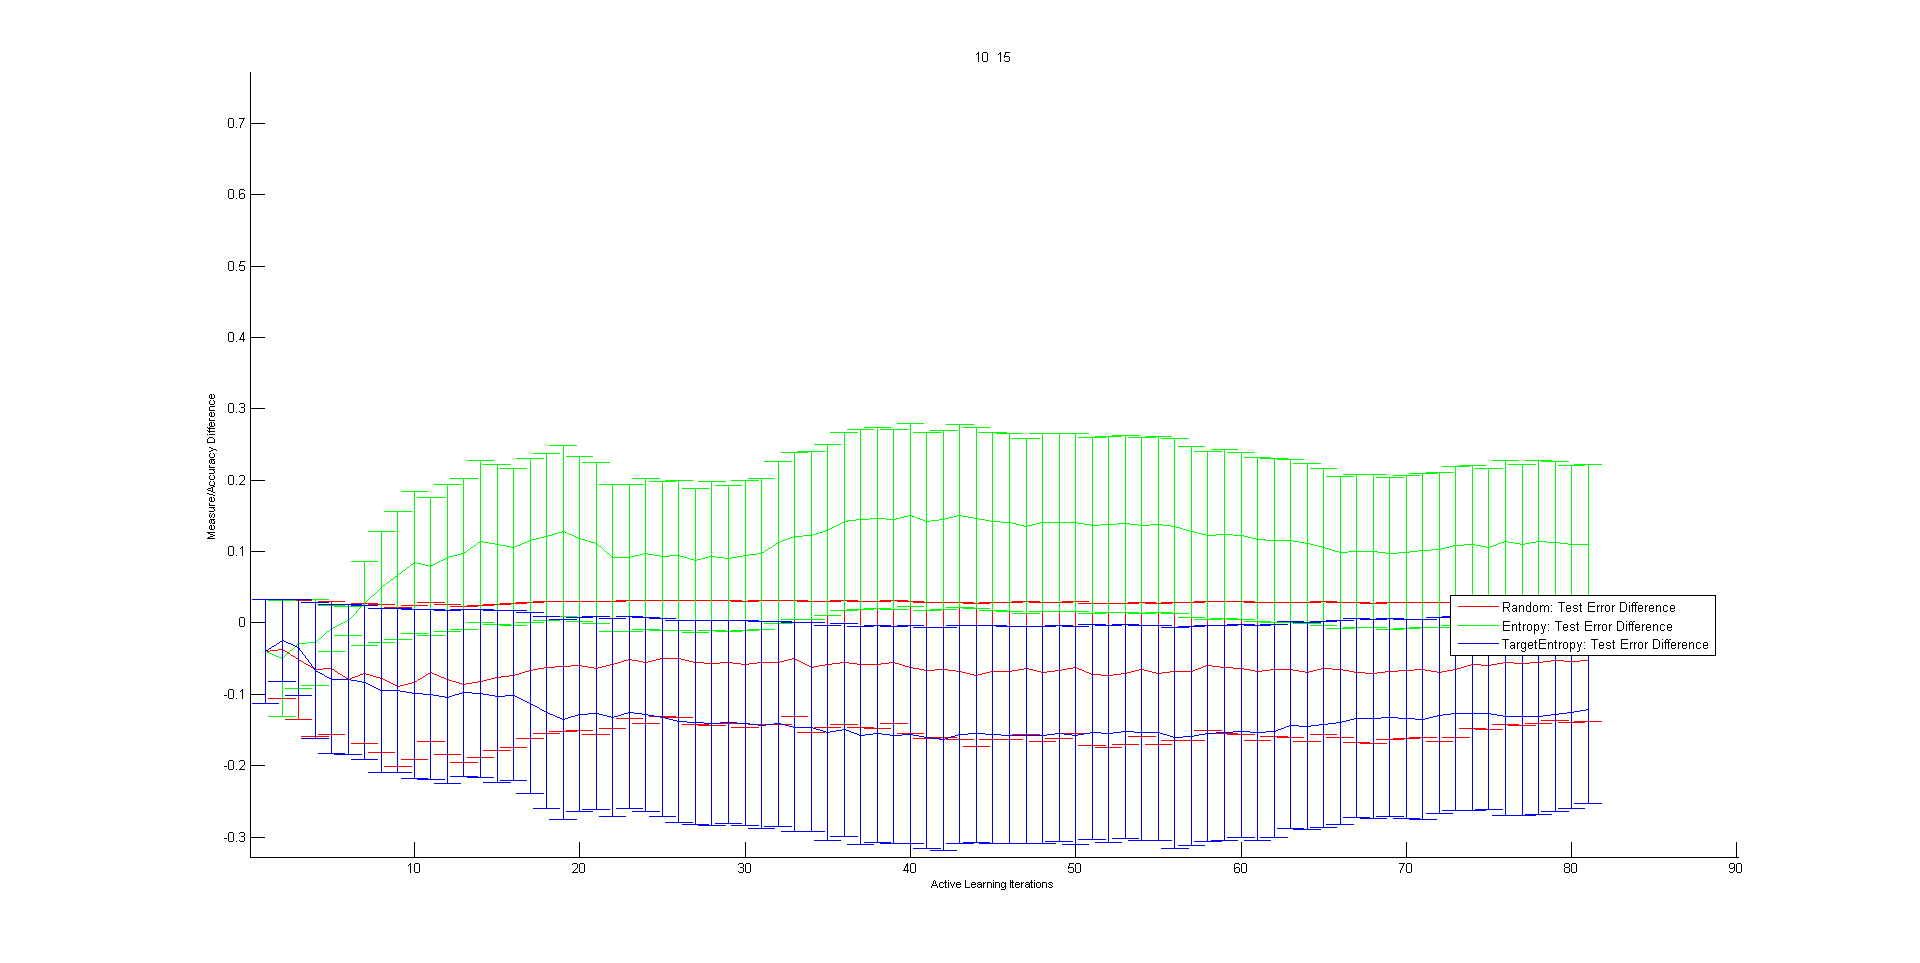 10 15
Measure/Accuracy Difference
0.7
0.6
0.5
0.4
0.3
0.2
0.1
0
-0.1
-0.2
-0.3
10 20 30 40 50 60 70 80 90
Active Learning Iterations
Random: Test Error Difference
Entropy: Test Error Difference
TargetEntropy: Test Error Difference